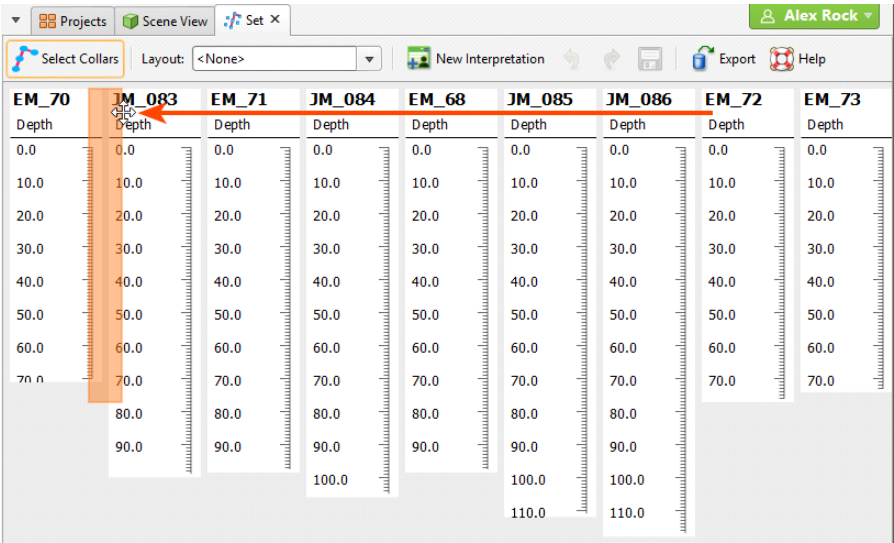 Projects Scene View Set Alex Rock
Select Collars Layout: <None> New Interpretation Export Help
EM_70 JM_083 EM_71 JM_084 EM_68 JM_085 JM_086 EM_72 EM_73
Depth Depth Depth Depth Depth Depth Depth Depth Depth
0.0 0.0 0.0 0.0 0.0 0.0 0.0 0.0 0.0
10.0 10.0 10.0 10.0 10.0 10.0 10.0 10.0 10.0
20.0 20.0 20.0 20.0 20.0 20.0 20.0 20.0 20.0
30.0 30.0 30.0 30.0 30.0 30.0 30.0 30.0 30.0
40.0 40.0 40.0 40.0 40.0 40.0 40.0 40.0 40.0
50.0 50.0 50.0 50.0 50.0 50.0 50.0 50.0 50.0
60.0 60.0 60.0 60.0 60.0 60.0 60.0 60.0 60.0
70.0 70.0 70.0 70.0 70.0 70.0 70.0 70.0 70.0
80.0 80.0 80.0 80.0 80.0 80.0
90.0 90.0 90.0 90.0 90.0 90.0
100.0 100.0 100.0
110.0 110.0